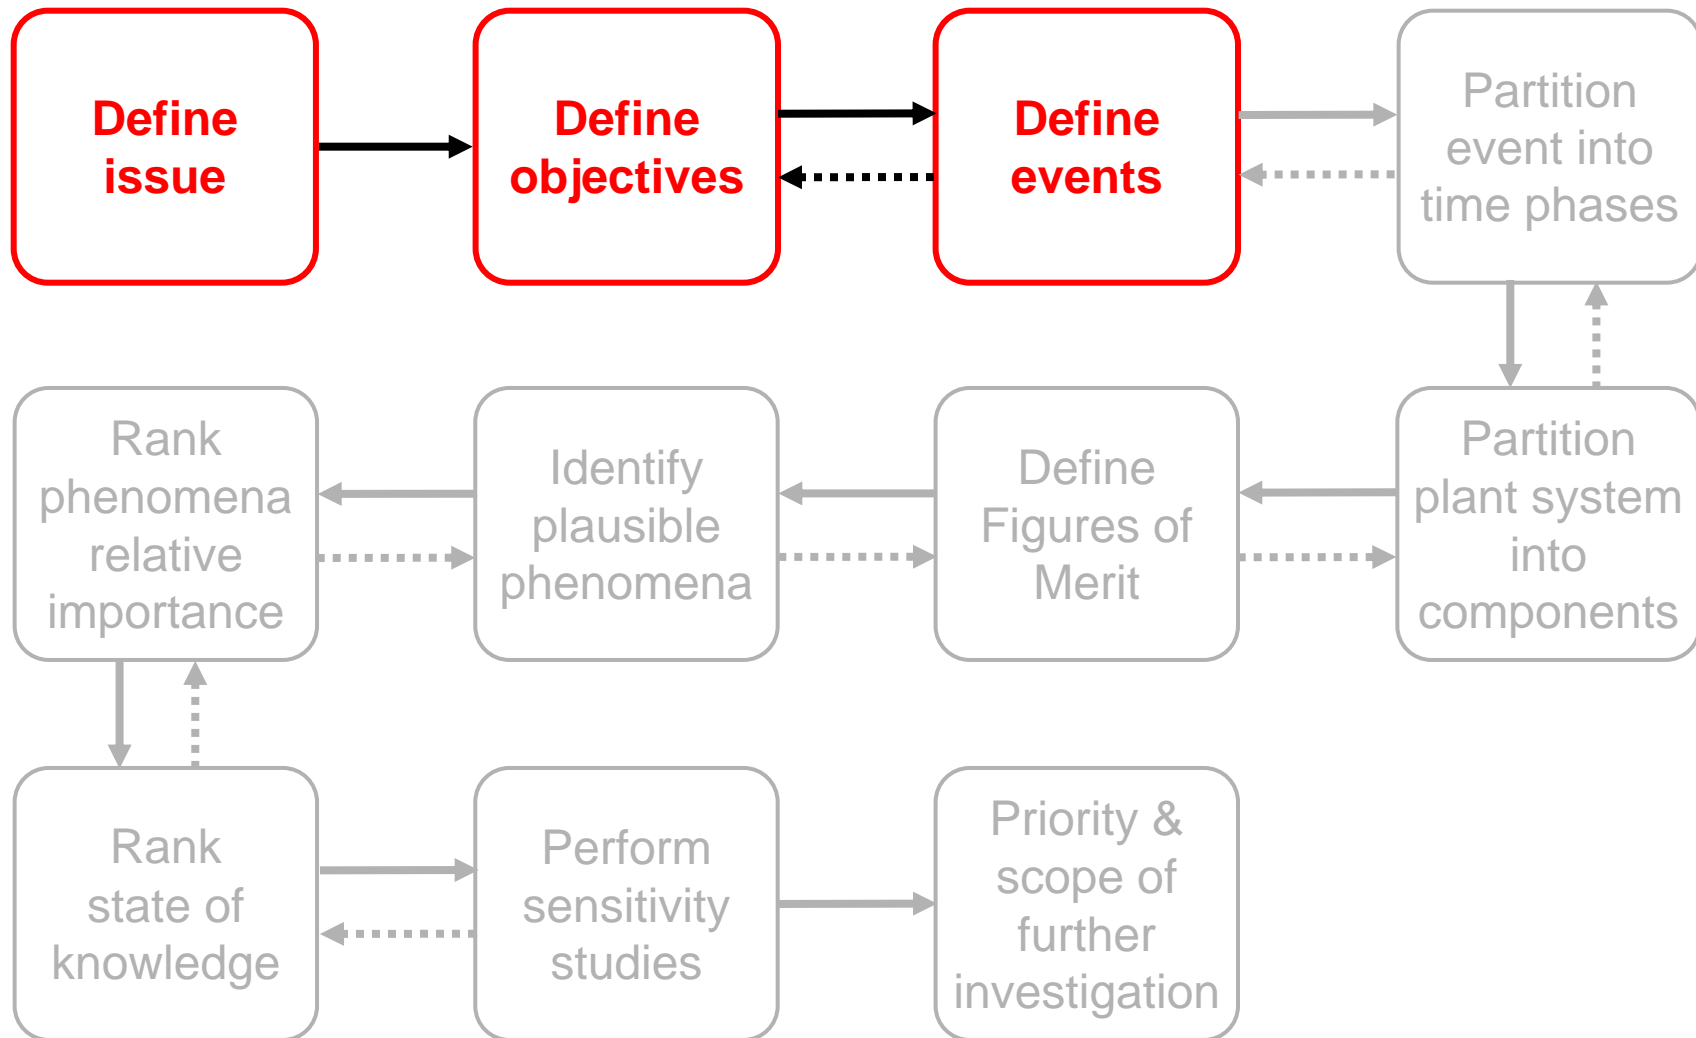 Define
issue
Define
objectives
Define
events
Partition
event into
time phases
Rank
phenomena
relative
importance
Identify
plausible
phenomena
Define
Figures of
Merit
Partition
plant system
into
components
Rank
state of
knowledge
Perform
sensitivity
studies
Priority &
scope of
further
investigation